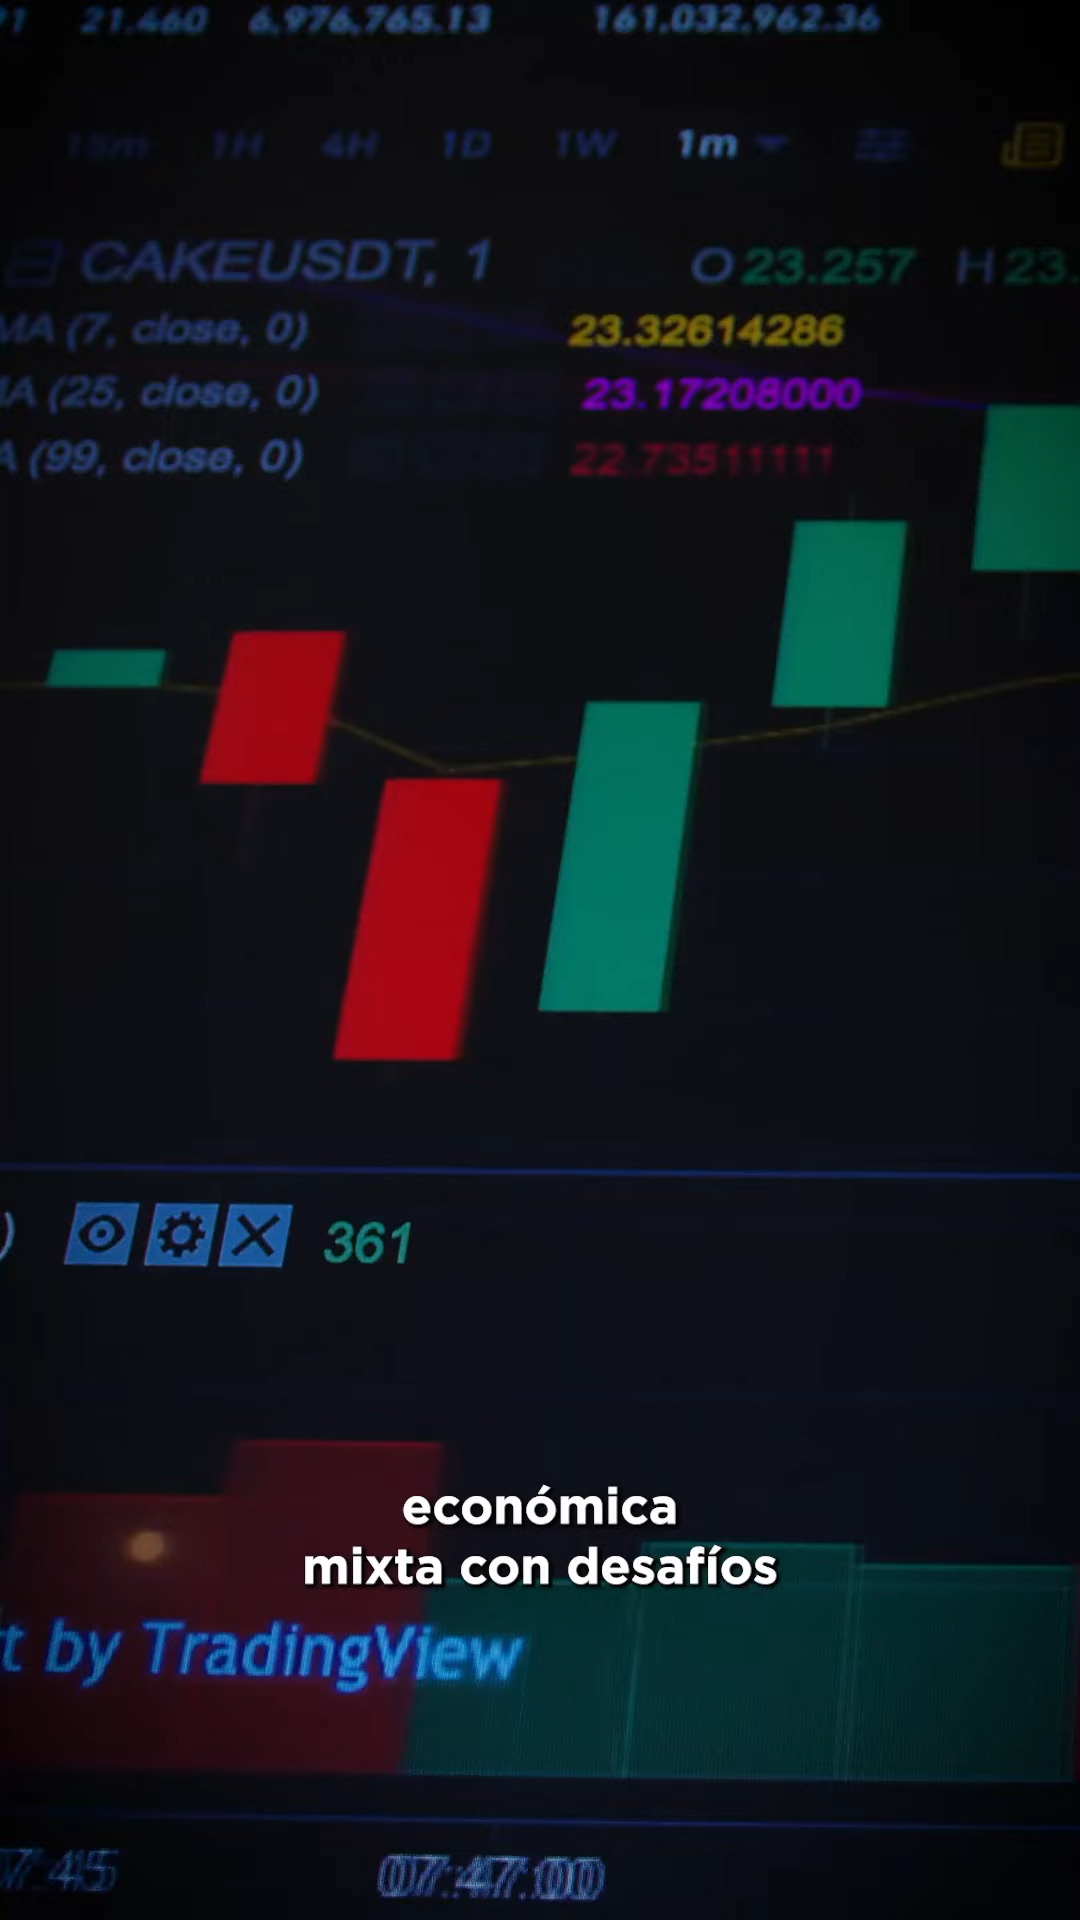 21.460 6,976,765.13 161,032,962.36
15m 1H 4H 1D 1W 1m
CAKEUSDT, 1 O 23.257 H 23.
MA (7, close, 0) 23.32614286
(25, close, 0) 23.17208000
(99, close, 0) 22.73511111
361
económica
mixta con desafíos
by TradingView
07:47:00